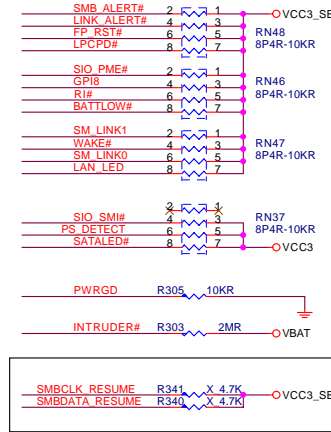 SMB_ALERT# 2 1 VCC3_SB
LINK_ALERT# 4 3 RN48
FP_RST# 6 5 8P4R-10KR
LPCPD# 8 7
SIO_PME# 2 1
GPI8 4 3 RN46
RI# 6 5 8P4R-10KR
BATTLOW# 8 7
SM_LINK1 2 1
WAKE# 4 3 RN47
SM_LINK0 6 5 8P4R-10KR
LAN_LED 8 7
2 1
SIO_SMI# 4 3 RN37
PS_DETECT 6 5 8P4R-10KR
SATALED# 8 7 VCC3
PWRGD R305 10KR
INTRUDER# R303 2MR VBAT
SMBCLK_RESUME R341 X_4.7K VCC3_SB
SMBDATA_RESUME R340 X_4.7K